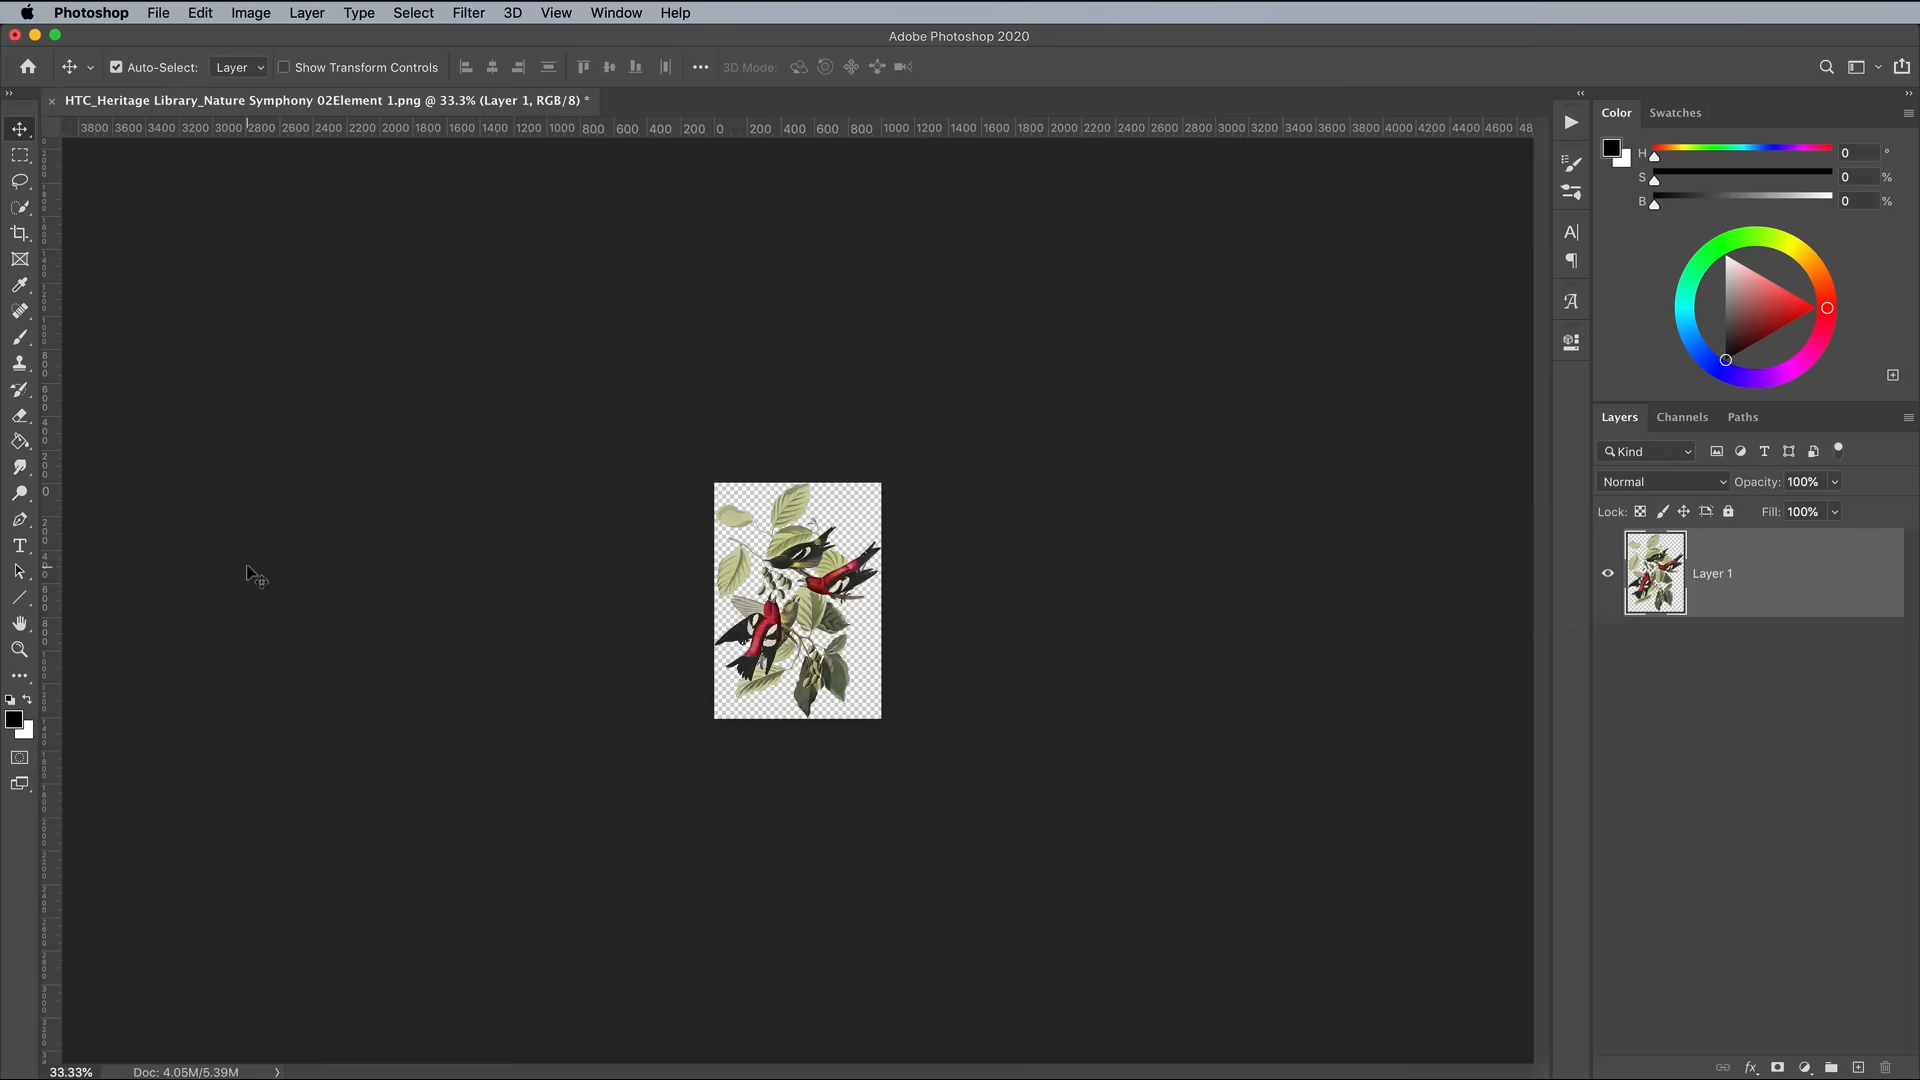 Photoshop File Edit Image Layer Type Select Filter 3D View Window Help
Adobe Photoshop 2020
Auto-Select: Layer Show Transform Controls 3D Mode:
HTC_Heritage Library_Nature Symphony 02Element 1.png @ 33.3% (Layer 1, RGB/8) *
3800 3600 3400 3200 3000 2800 2600 2400 2200 2000 1800 1600 1400 1200 1000 800 600 400 200 0 200 400 600 800 1000 1200 1400 1600 1800 2000 2200 2400 2600 2800 3000 3200 3400 3600 3800 4000 4200 4400 4600 48
Color Swatches
H 0 °
S 0 %
B 0 %
Layers Channels Paths
Kind
Normal Opacity: 100%
Lock: Fill: 100%
Layer 1
33.33% Doc: 4.05M/5.39M